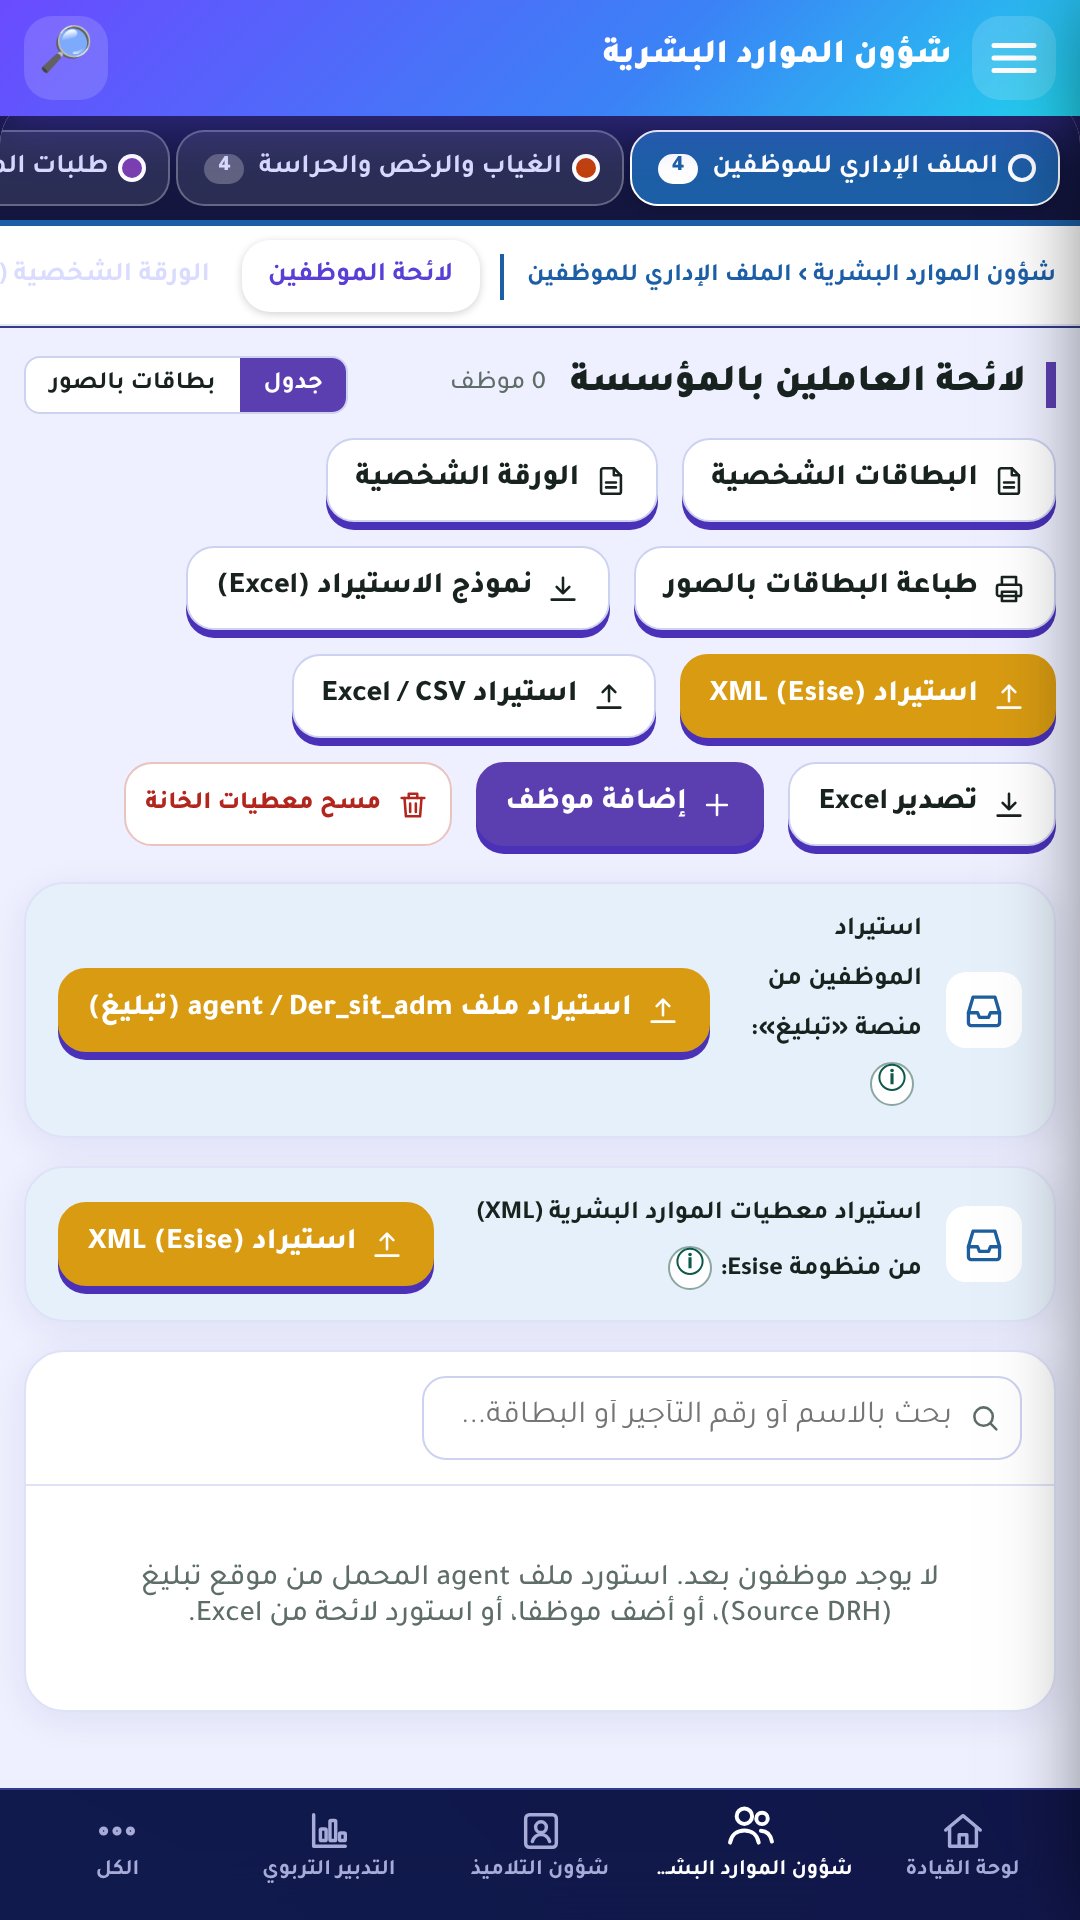 شؤون الموارد البشرية
الملف الإداري للموظفين 4
الغياب والرخص والحراسة 4
طلبات
شؤون الموارد البشرية › الملف الإداري للموظفين
لائحة الموظفين
الورقة الشخصية (
لائحة العاملين بالمؤسسة
0 موظف
جدول
بطاقات بالصور
البطاقات الشخصية
الورقة الشخصية
طباعة البطاقات بالصور
نموذج الاستيراد (Excel)
استيراد XML (Esise)
استيراد Excel / CSV
تصدير Excel
إضافة موظف
مسح معطيات الخانة
استيراد
الموظفين من
منصة «تبليغ»:
استيراد ملف agent / Der_sit_adm (تبليغ)
استيراد معطيات الموارد البشرية (XML)
من منظومة Esise:
استيراد XML (Esise)
بحث بالاسم أو رقم التأجير أو البطاقة...
لا يوجد موظفون بعد. استورد ملف agent المحمل من موقع تبليغ
(Source DRH)، أو أضف موظفا، أو استورد لائحة من Excel.
لوحة القيادة
شؤون الموارد البشـ...
شؤون التلاميذ
التدبير التربوي
الكل